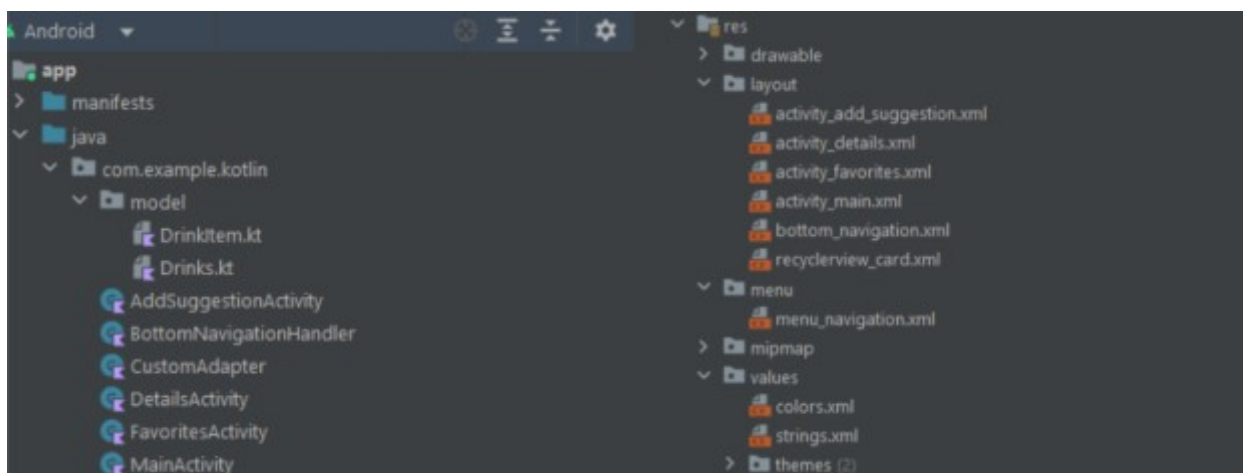 Android
app
manifests
java
com.example.kotlin
model
DrinkItem.kt
Drinks.kt
AddSuggestionActivity
BottomNavigationHandler
CustomAdapter
DetailsActivity
FavoritesActivity
MainActivity
res
drawable
layout
activity_add_suggestion.xml
activity_details.xml
activity_favorites.xml
activity_main.xml
bottom_navigation.xml
recyclerview_card.xml
menu
menu_navigation.xml
mipmap
values
colors.xml
strings.xml
themes (2)